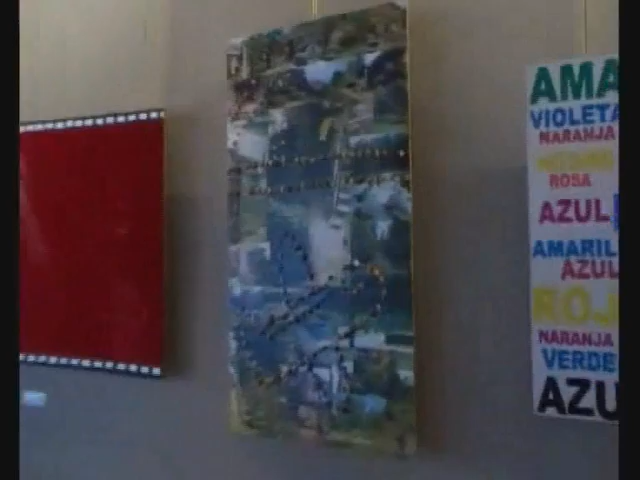 AMA
VIOLETA
NARANJA
ROSA
AZUL
AMARIL
AZUL
ROJ
NARANJA
VERDE
AZU